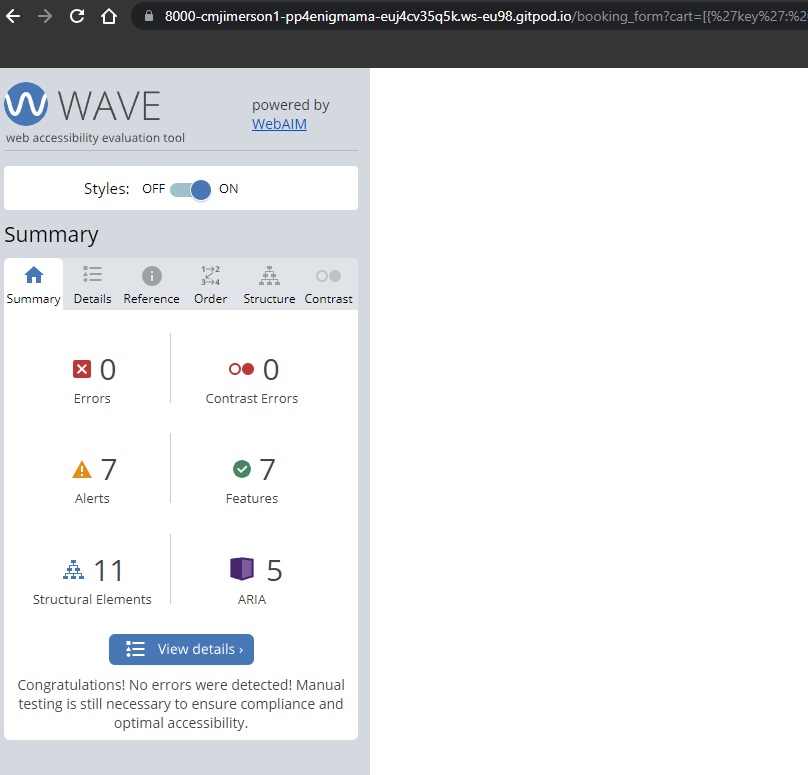 8000-cmjimerson1-pp4enigmama-euj4cv35q5k.ws-eu98.gitpod.io/booking_form?cart=[{%27key%27:%2
WAVE
powered by
WebAIM
web accessibility evaluation tool
Styles: OFF ON
Summary
Summary Details Reference Order Structure Contrast
0 0
Errors Contrast Errors
7 7
Alerts Features
11 5
Structural Elements ARIA
View details ›
Congratulations! No errors were detected! Manual
testing is still necessary to ensure compliance and
optimal accessibility.